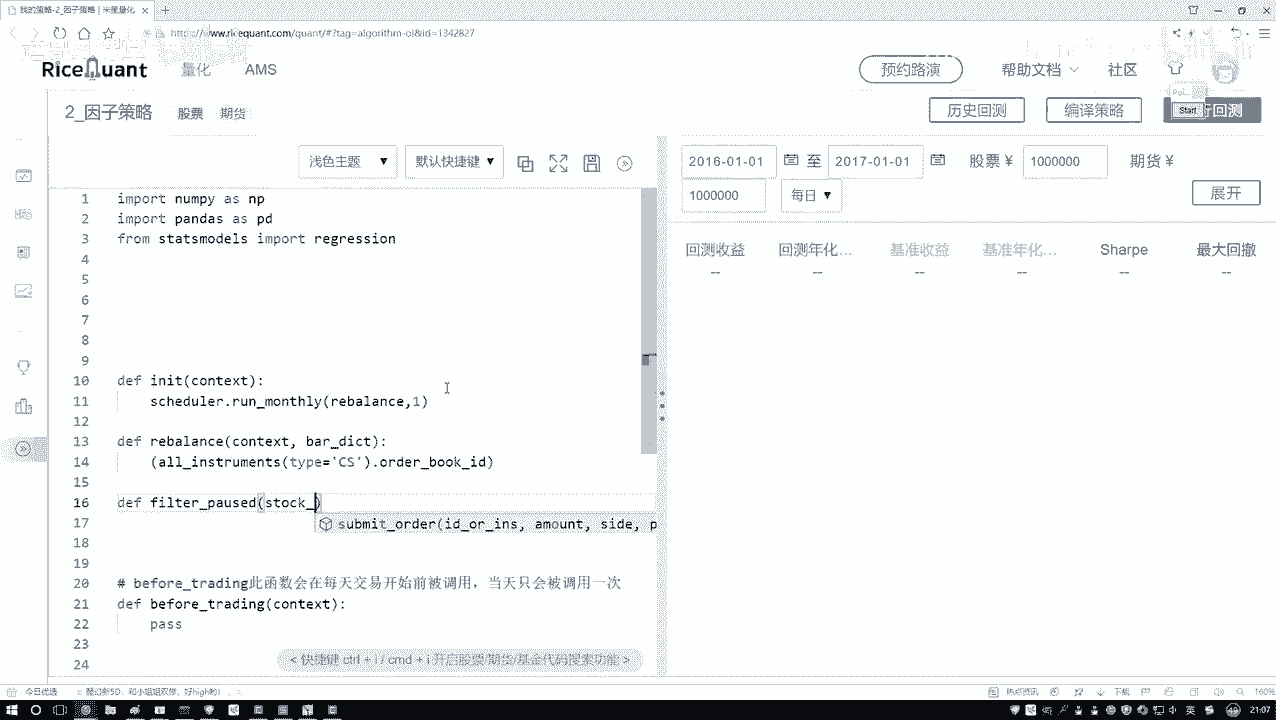 我的策略-2_因子策略 | 米筐量化
www.ricequant.com/quant/#?tag=algorithm-ol&id=1342827
RiceQuant 量化 AMS 预约路演 帮助文档 社区
2_因子策略 股票 期货 历史回测 编译策略 回测
Start
浅色主题 默认快捷键
2016-01-01 至 2017-01-01 股票 ¥ 1000000 期货 ¥
1000000 每日 展开
回测收益 回测年化... 基准收益 基准年化... Sharpe 最大回撤
-- -- -- -- -- --
1 import numpy as np
2 import pandas as pd
3 from statsmodels import regression
4
5
6
7
8
9
10 def init(context):
11 scheduler.run_monthly(rebalance,1)
12
13 def rebalance(context, bar_dict):
14 (all_instruments(type='CS').order_book_id)
15
16 def filter_paused(stock_)
submit_order(id_or_ins, amount, side, p
17
18
19
20 # before_trading此函数会在每天交易开始前被调用，当天只会被调用一次
21 def before_trading(context):
22 pass
23
24
< 快捷键 ctrl + i / cmd + i 开启股票/期货/基金代码搜索功能 >
今日优选 热点资讯 下载 160%
英 21:07